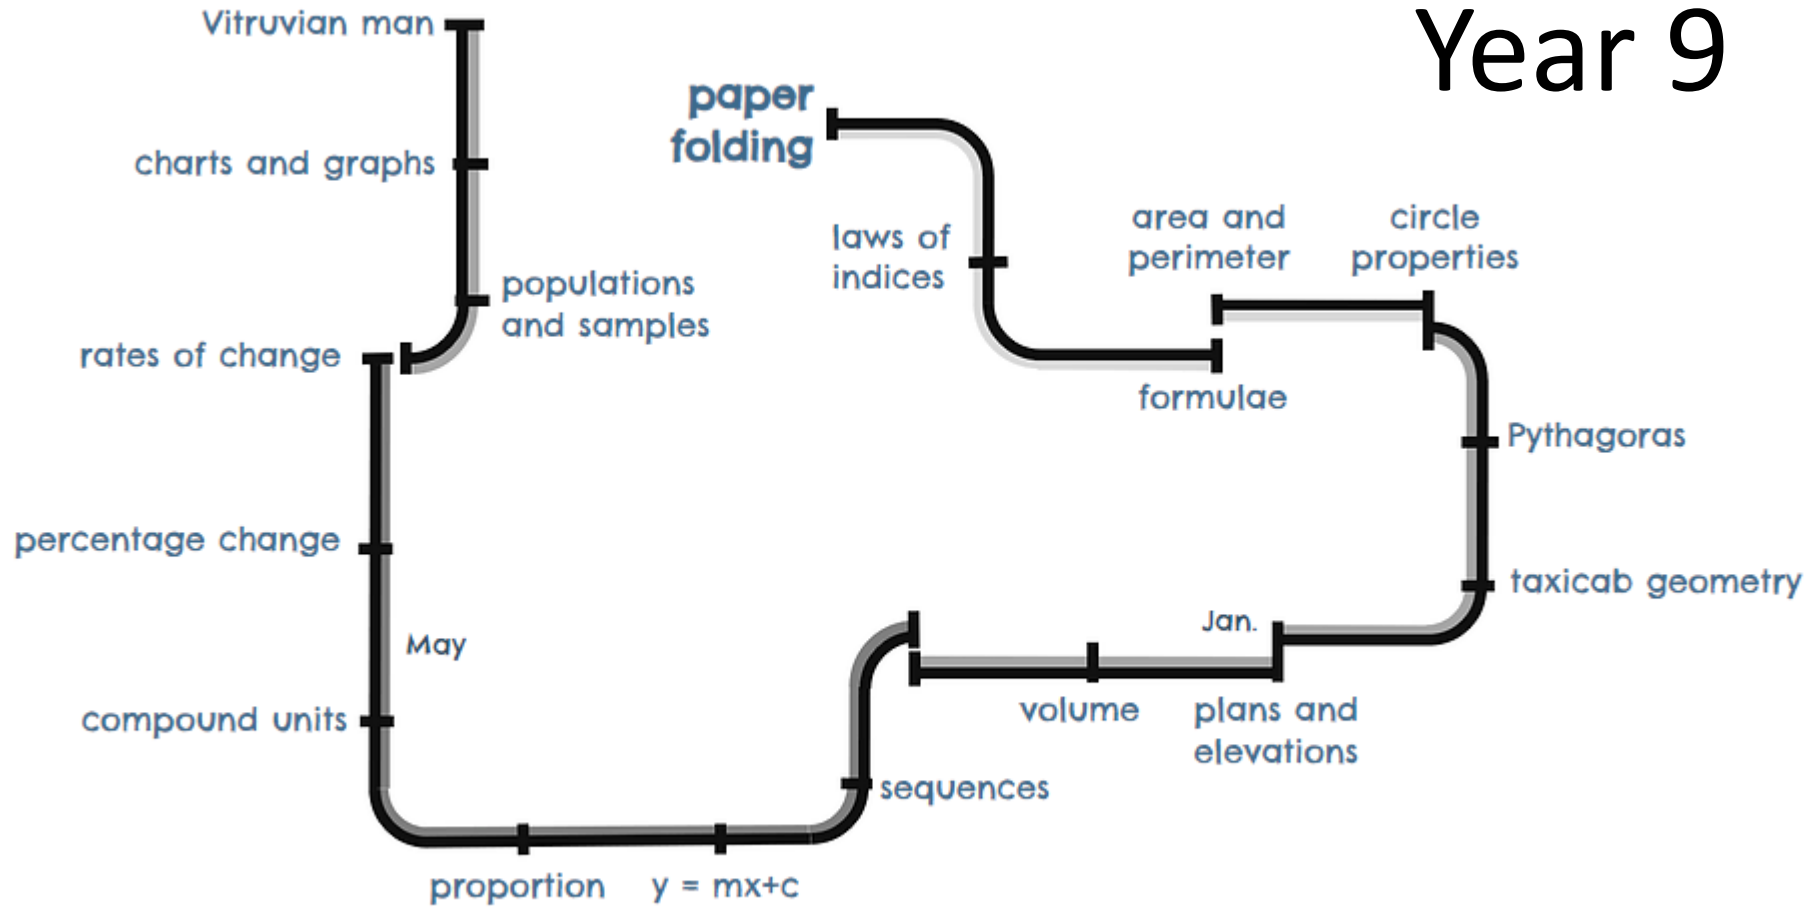 Year 9
Vitruvian man
paper
folding
charts and graphs
area and
perimeter
circle
properties
laws of
indices
populations
and samples
rates of change
formulae
Pythagoras
percentage change
taxicab geometry
Jan.
May
volume
plans and
elevations
compound units
sequences
proportion
y = mx+c